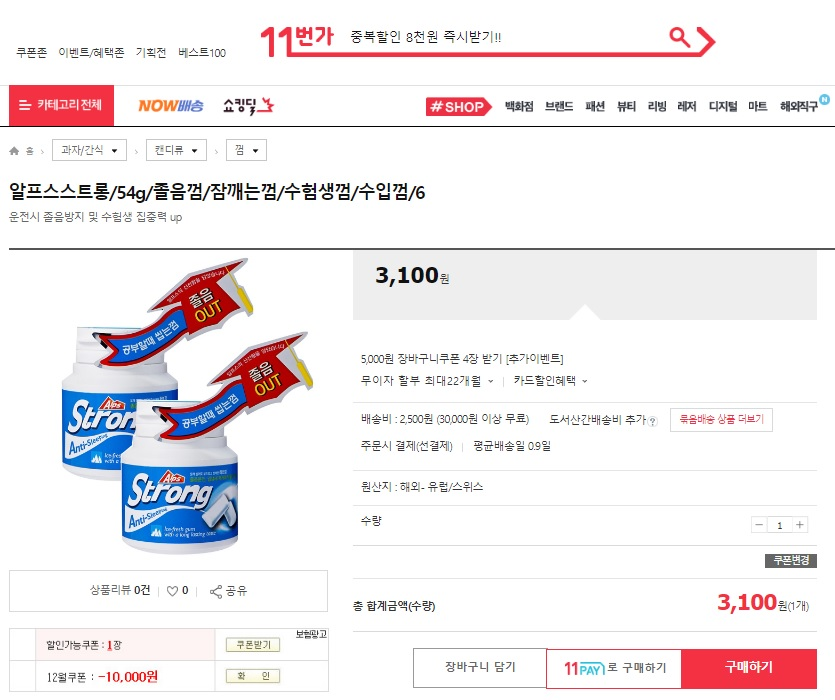 11번가 중복할인 8천원 즉시받기!!
쿠폰존 이벤트/혜택존 기획전 베스트100
카테고리 전체 NOW배송 쇼킹딜 #SHOP 백화점 브랜드 패션 뷰티 리빙 레저 디지털 마트 해외직구 N
홈 과자/간식 캔디류 껌
알프스스트롱/54g/졸음껌/잠깨는껌/수험생껌/수입껌/6
운전시 졸음방지 및 수험생 집중력 up
졸음
OUT
공부할때 씹는껌
Alps
Strong
Anti-Sleeping
졸음
OUT
공부할때 씹는껌
Alps
Strong
Anti-Sleeping
Ice-fresh gum
with a long lasting time
상품리뷰 0건 0 공유
할인가능쿠폰 : 1장 쿠폰받기 보험광고
12월쿠폰 : -10,000원 확 인
3,100원
5,000원 장바구니쿠폰 4장 받기 [추가이벤트]
무이자 할부 최대22개월 카드할인혜택
배송비 : 2,500원 (30,000원 이상 무료) 도서산간배송비 추가 ? 묶음배송 상품 더보기
주문시 결제(선결제) 평균배송일 0.9일
원산지 : 해외- 유럽/스위스
수량 - 1 +
쿠폰변경
총 합계금액(수량) 3,100원(1개)
장바구니 담기 11PAY로 구매하기 구매하기